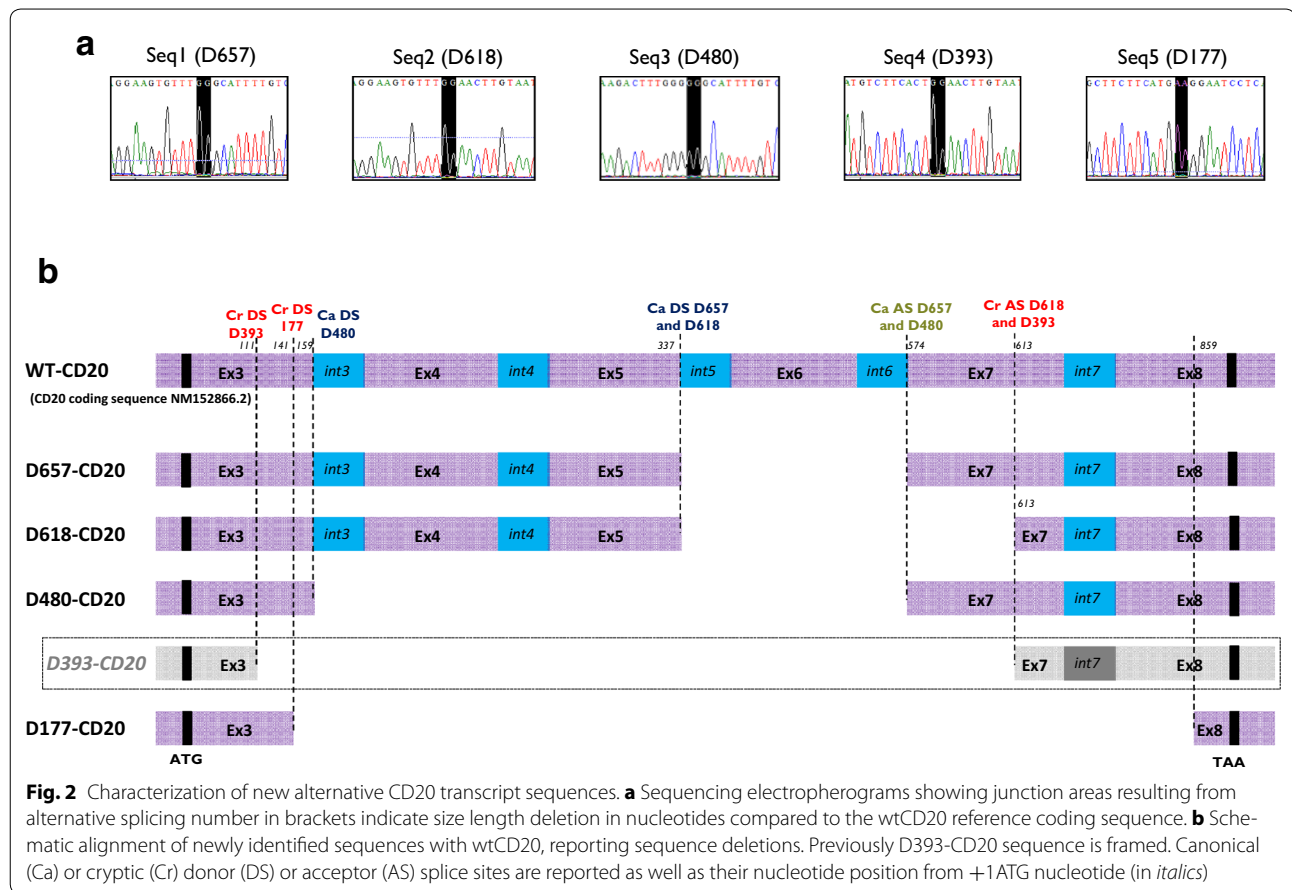 a
Seq1 (D657)
Seq2 (D618)
Seq3 (D480)
Seq4 (D393)
Seq5 (D177)
GGAAGTGTTTGGGCATTTTGTC
AGGAAGTGTTTGGAACTTGTAAT
AAGACTTTGGGGGGCATTTTGTC
ATGTCTTCACTGGAACTTGTAAT
GCTTCTTCATGAAGGAATCCTCA
b
Cr DS
D393
Cr DS
177
Ca DS
D480
Ca DS D657
and D618
Ca AS D657
and D480
Cr AS D618
and D393
111 141 159 337 574 613 859
WT-CD20 Ex3 int3 Ex4 int4 Ex5 int5 Ex6 int6 Ex7 int7 Ex8
(CD20 coding sequence NM152866.2)
D657-CD20 Ex3 int3 Ex4 int4 Ex5 Ex7 int7 Ex8
613
D618-CD20 Ex3 int3 Ex4 int4 Ex5 Ex7 int7 Ex8
D480-CD20 Ex3 Ex7 int7 Ex8
D393-CD20 Ex3 Ex7 int7 Ex8
D177-CD20 Ex3 Ex8
ATG TAA
Fig. 2 Characterization of new alternative CD20 transcript sequences. a Sequencing electropherograms showing junction areas resulting from
alternative splicing number in brackets indicate size length deletion in nucleotides compared to the wtCD20 reference coding sequence. b Sche-
matic alignment of newly identified sequences with wtCD20, reporting sequence deletions. Previously D393-CD20 sequence is framed. Canonical
(Ca) or cryptic (Cr) donor (DS) or acceptor (AS) splice sites are reported as well as their nucleotide position from +1ATG nucleotide (in italics)